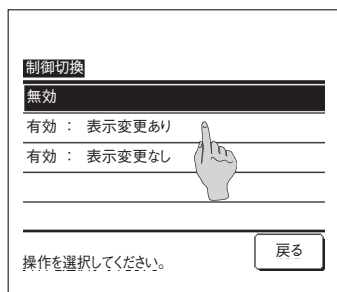 制御切換
無効
有効 ： 表示変更あり
有効 ： 表示変更なし
操作を選択してください。
戻る